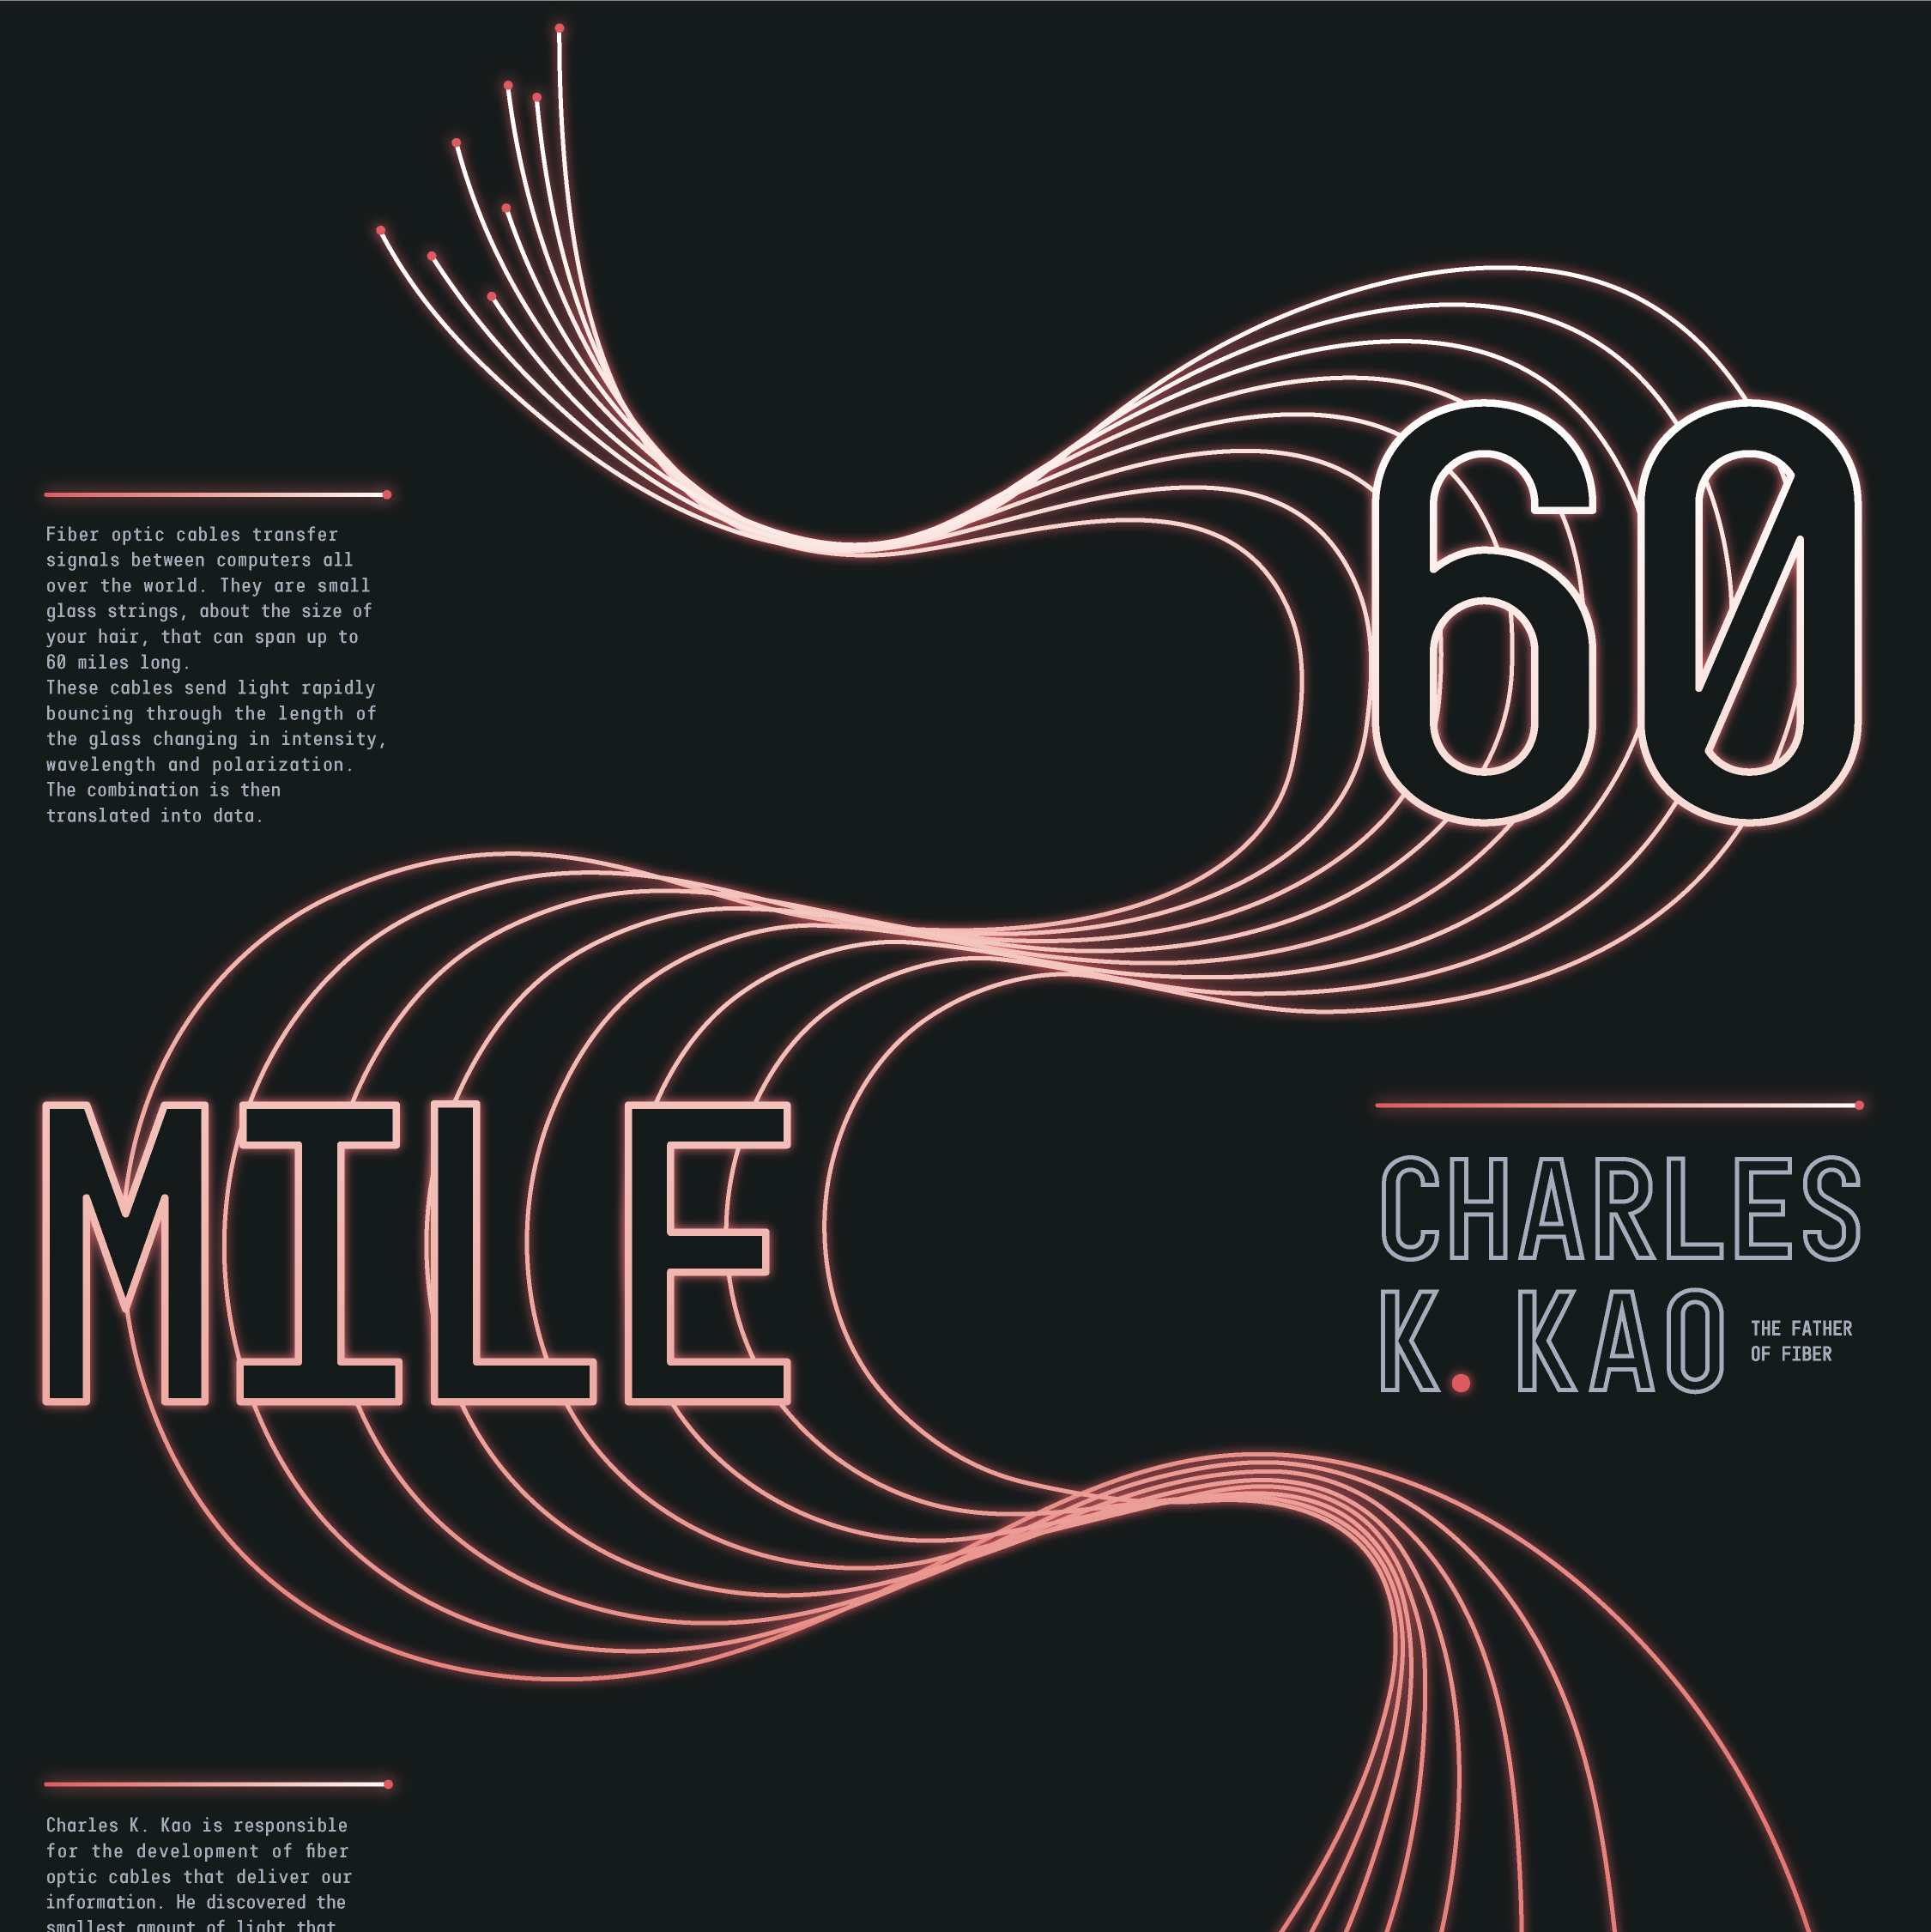 60
Fiber optic cables transfer
signals between computers all
over the world. They are small
glass strings, about the size of
your hair, that can span up to
60 miles long.
These cables send light rapidly
bouncing through the length of
the glass changing in intensity,
wavelength and polarization.
The combination is then
translated into data.
MILE
CHARLES
K. KAO
THE FATHER
OF FIBER
Charles K. Kao is responsible
for the development of fiber
optic cables that deliver our
information. He discovered the
smallest amount of light that